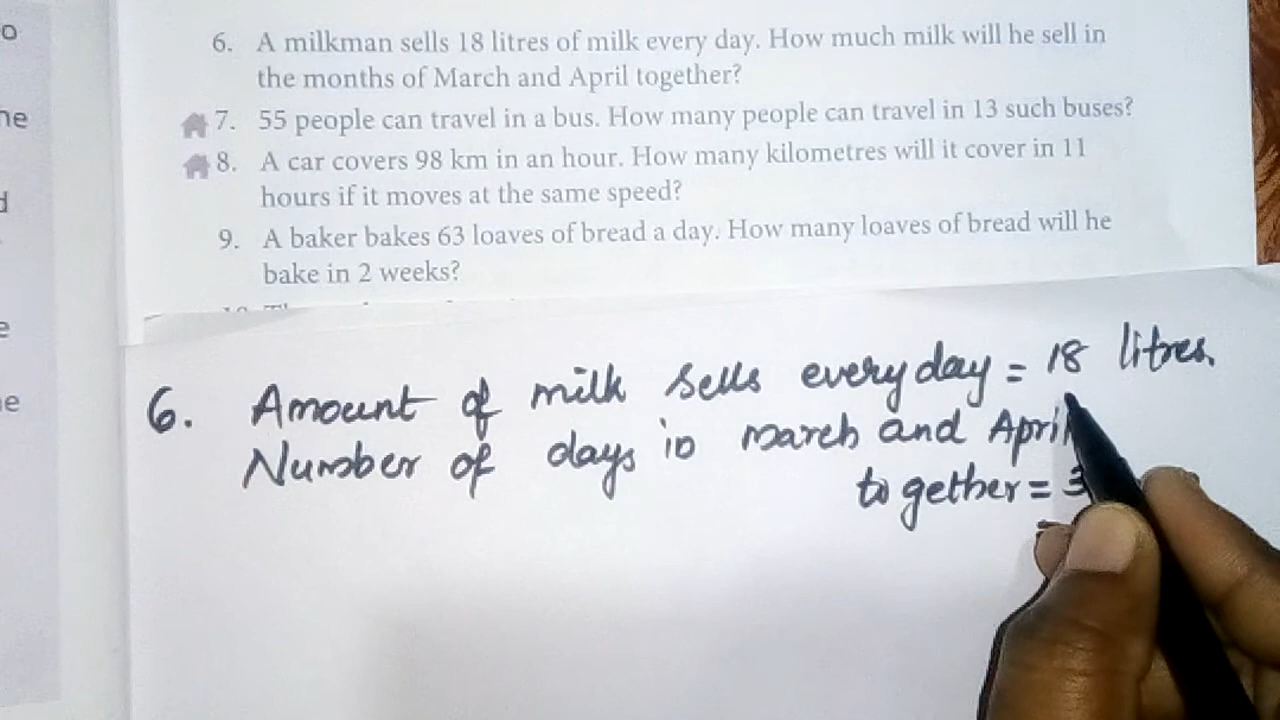 6. A milkman sells 18 litres of milk every day. How much milk will he sell in
the months of March and April together?
7. 55 people can travel in a bus. How many people can travel in 13 such buses?
8. A car covers 98 km in an hour. How many kilometres will it cover in 11
hours if it moves at the same speed?
9. A baker bakes 63 loaves of bread a day. How many loaves of bread will he
bake in 2 weeks?
6. Amount of milk sells everyday = 18 litres.
Number of days in march and April
together = 3